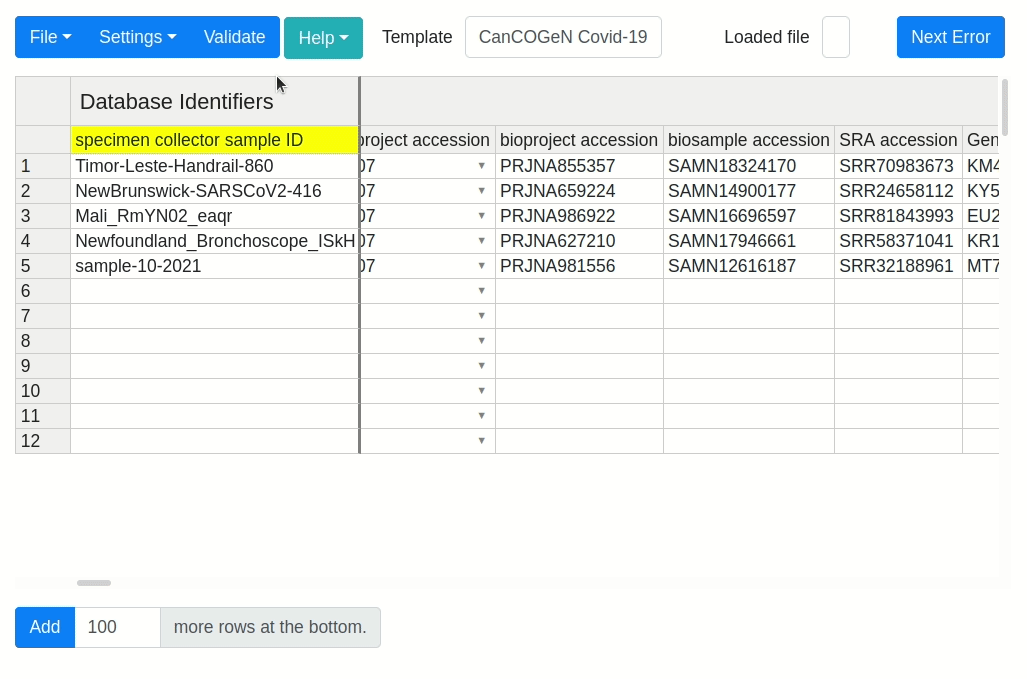 File Settings Validate Help Template CanCOGeN Covid-19 Loaded file Next Error
Database Identifiers
specimen collector sample ID project accession bioproject accession biosample accession SRA accession Gen
1 Timor-Leste-Handrail-860 07 PRJNA855357 SAMN18324170 SRR70983673 KM4
2 NewBrunswick-SARSCoV2-416 07 PRJNA659224 SAMN14900177 SRR24658112 KY5
3 Mali_RmYN02_eaqr 07 PRJNA986922 SAMN16696597 SRR81843993 EU2
4 Newfoundland_Bronchoscope_ISkH 07 PRJNA627210 SAMN17946661 SRR58371041 KR1
5 sample-10-2021 07 PRJNA981556 SAMN12616187 SRR32188961 MT7
6
7
8
9
10
11
12
Add 100 more rows at the bottom.